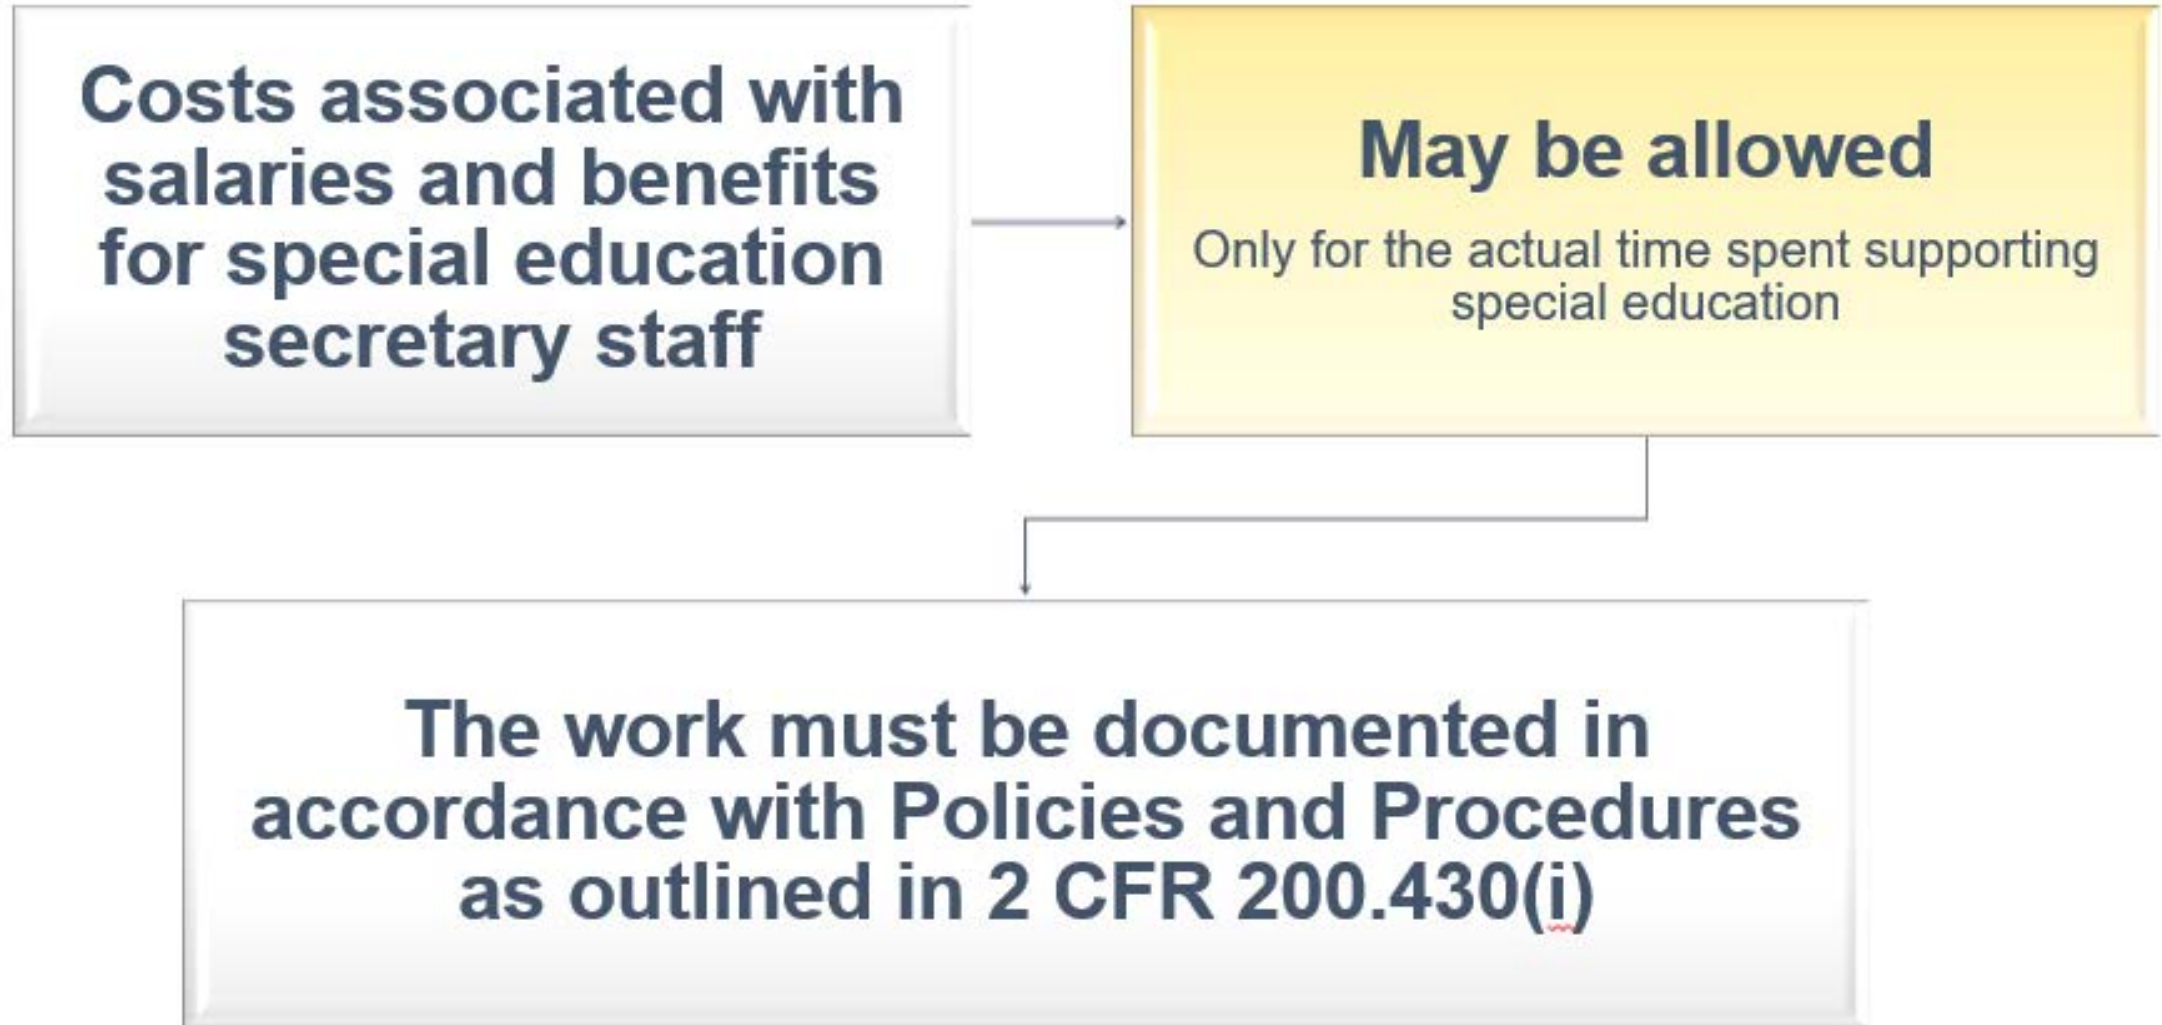 Costs associated with
salaries and benefits
for special education
secretary staff
May be allowed
Only for the actual time spent supporting
special education
The work must be documented in
accordance with Policies and Procedures
as outlined in 2 CFR 200.430(i)